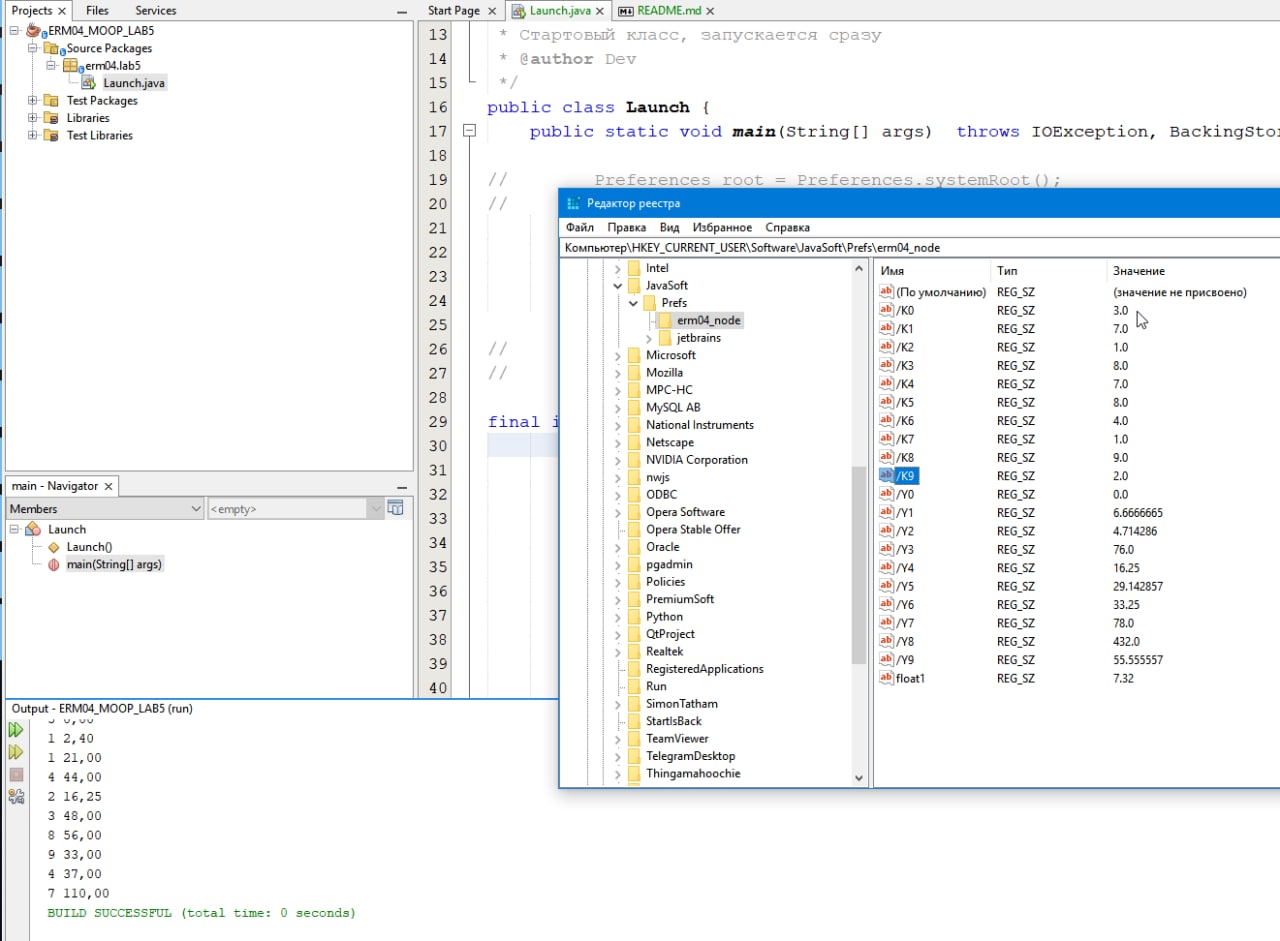 Projects
Files
Services
ERM04_MOOP_LAB5
Source Packages
erm04.lab5
Launch.java
Test Packages
Libraries
Test Libraries
main - Navigator
Members
<empty>
Launch
Launch()
main(String[] args)
Start Page
Launch.java
README.md
13 * Стартовый класс, запускается сразу
14 * @author Dev
15 */
16 public class Launch {
17 public static void main(String[] args) throws IOException, BackingStor
18
19 // Preferences root = Preferences.systemRoot();
20 //
21
22
23
24
25
26 //
27 //
28
29 final i
30
31
32
33
34
35
36
37
38
39
40
Редактор реестра
Файл Правка Вид Избранное Справка
Компьютер\HKEY_CURRENT_USER\Software\JavaSoft\Prefs\erm04_node
Intel
JavaSoft
Prefs
erm04_node
jetbrains
Microsoft
Mozilla
MPC-HC
MySQL AB
National Instruments
Netscape
NVIDIA Corporation
nwjs
ODBC
Opera Software
Opera Stable Offer
Oracle
pgadmin
Policies
PremiumSoft
Python
QtProject
Realtek
RegisteredApplications
Run
SimonTatham
StartIsBack
TeamViewer
TelegramDesktop
Thingamahoochie
Имя Тип Значение
(По умолчанию) REG_SZ (значение не присвоено)
/K0 REG_SZ 3.0
/K1 REG_SZ 7.0
/K2 REG_SZ 1.0
/K3 REG_SZ 8.0
/K4 REG_SZ 7.0
/K5 REG_SZ 8.0
/K6 REG_SZ 4.0
/K7 REG_SZ 1.0
/K8 REG_SZ 9.0
/K9 REG_SZ 2.0
/Y0 REG_SZ 0.0
/Y1 REG_SZ 6.6666665
/Y2 REG_SZ 4.714286
/Y3 REG_SZ 76.0
/Y4 REG_SZ 16.25
/Y5 REG_SZ 29.142857
/Y6 REG_SZ 33.25
/Y7 REG_SZ 78.0
/Y8 REG_SZ 432.0
/Y9 REG_SZ 55.555557
float1 REG_SZ 7.32
Output - ERM04_MOOP_LAB5 (run)
1 2,40
1 21,00
4 44,00
2 16,25
3 48,00
8 56,00
9 33,00
4 37,00
7 110,00
BUILD SUCCESSFUL (total time: 0 seconds)